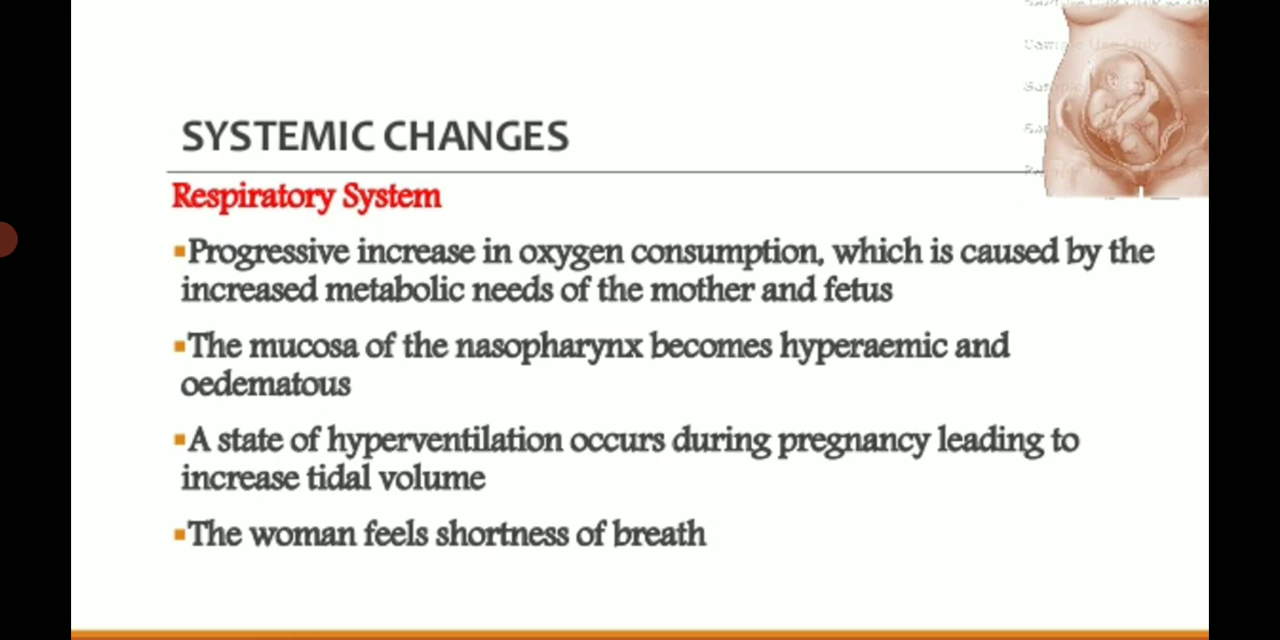 SYSTEMIC CHANGES
Respiratory System
▪Progressive increase in oxygen consumption, which is caused by the
increased metabolic needs of the mother and fetus
▪The mucosa of the nasopharynx becomes hyperaemic and
oedematous
▪A state of hyperventilation occurs during pregnancy leading to
increase tidal volume
▪The woman feels shortness of breath